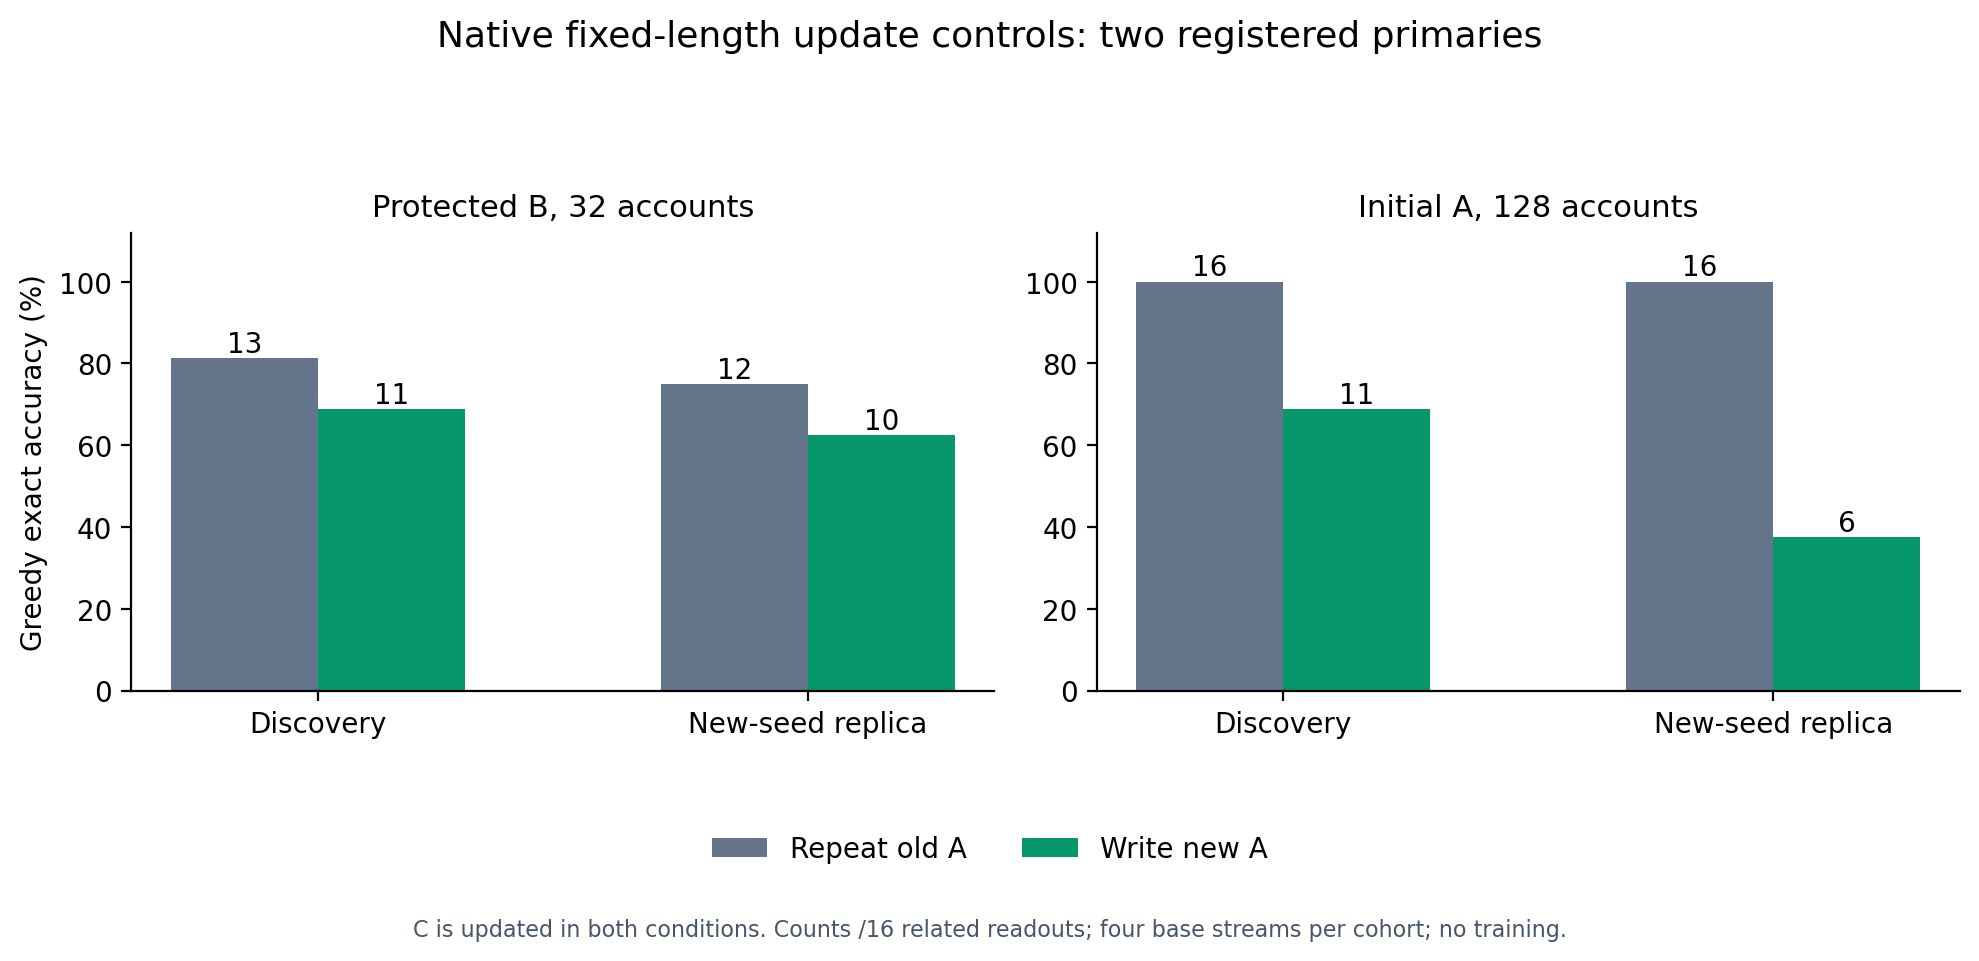 Native fixed-length update controls: two registered primaries
Protected B, 32 accounts
Greedy exact accuracy (%)
100
80
60
40
20
0
13
11
12
10
Discovery
New-seed replica
Initial A, 128 accounts
100
80
60
40
20
0
16
11
16
6
Discovery
New-seed replica
Repeat old A
Write new A
C is updated in both conditions. Counts /16 related readouts; four base streams per cohort; no training.